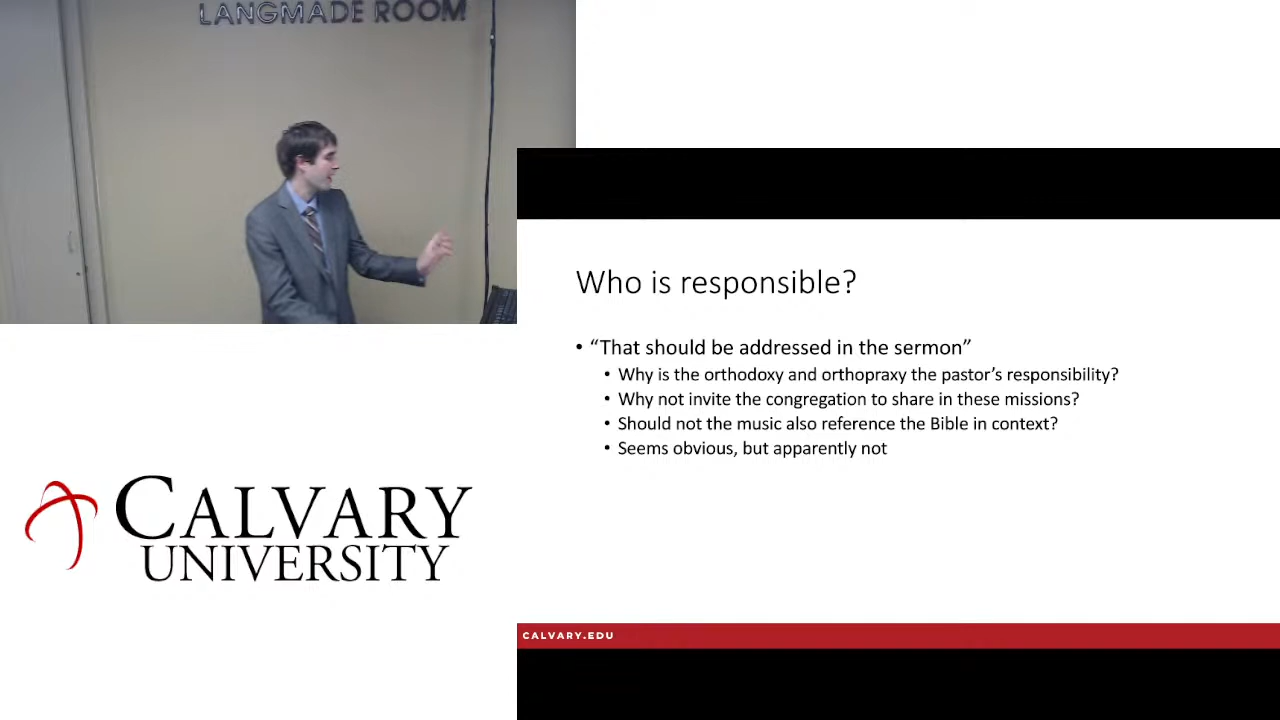 LANGMADE ROOM
Who is responsible?
• “That should be addressed in the sermon”
• Why is the orthodoxy and orthopraxy the pastor’s responsibility?
• Why not invite the congregation to share in these missions?
• Should not the music also reference the Bible in context?
• Seems obvious, but apparently not
CALVARY
UNIVERSITY
CALVARY.EDU